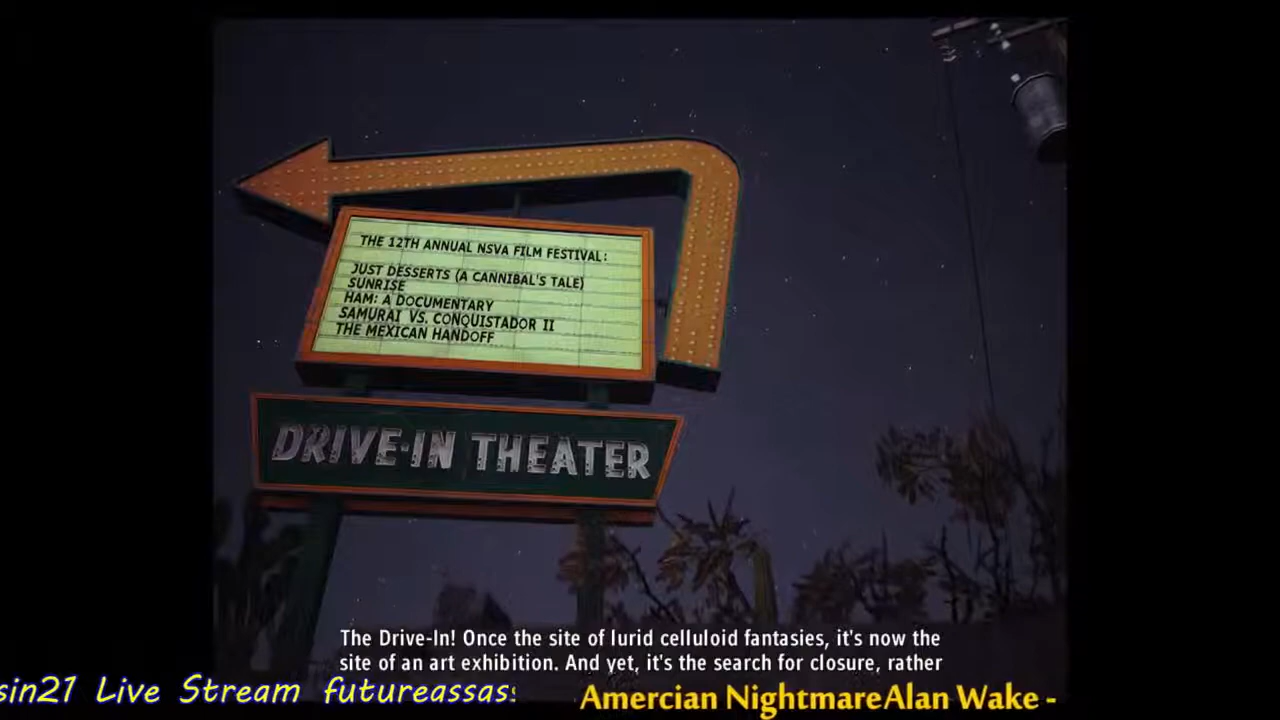 THE 12TH ANNUAL NSVA FILM FESTIVAL:
JUST DESSERTS (A CANNIBAL'S TALE)
SUNRISE
HAM: A DOCUMENTARY
SAMURAI VS. CONQUISTADOR II
THE MEXICAN HANDOFF
DRIVE-IN THEATER
The Drive-In! Once the site of lurid celluloid fantasies, it's now the
site of an art exhibition. And yet, it's the search for closure, rather
sin21 Live Stream futureassas
Amercian NightmareAlan Wake -